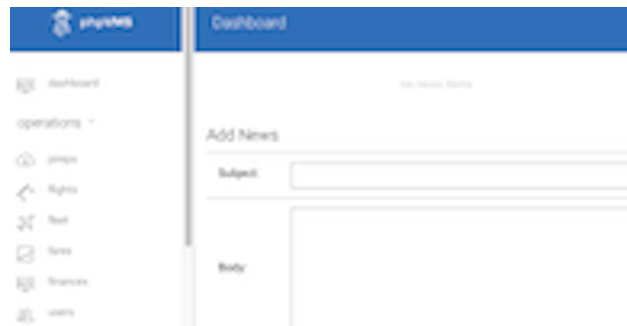 phpVMS
Dashboard
dashboard
no news items
operations
Add News
pireps
Subject:
flights
fleet
fares
Body:
finances
users